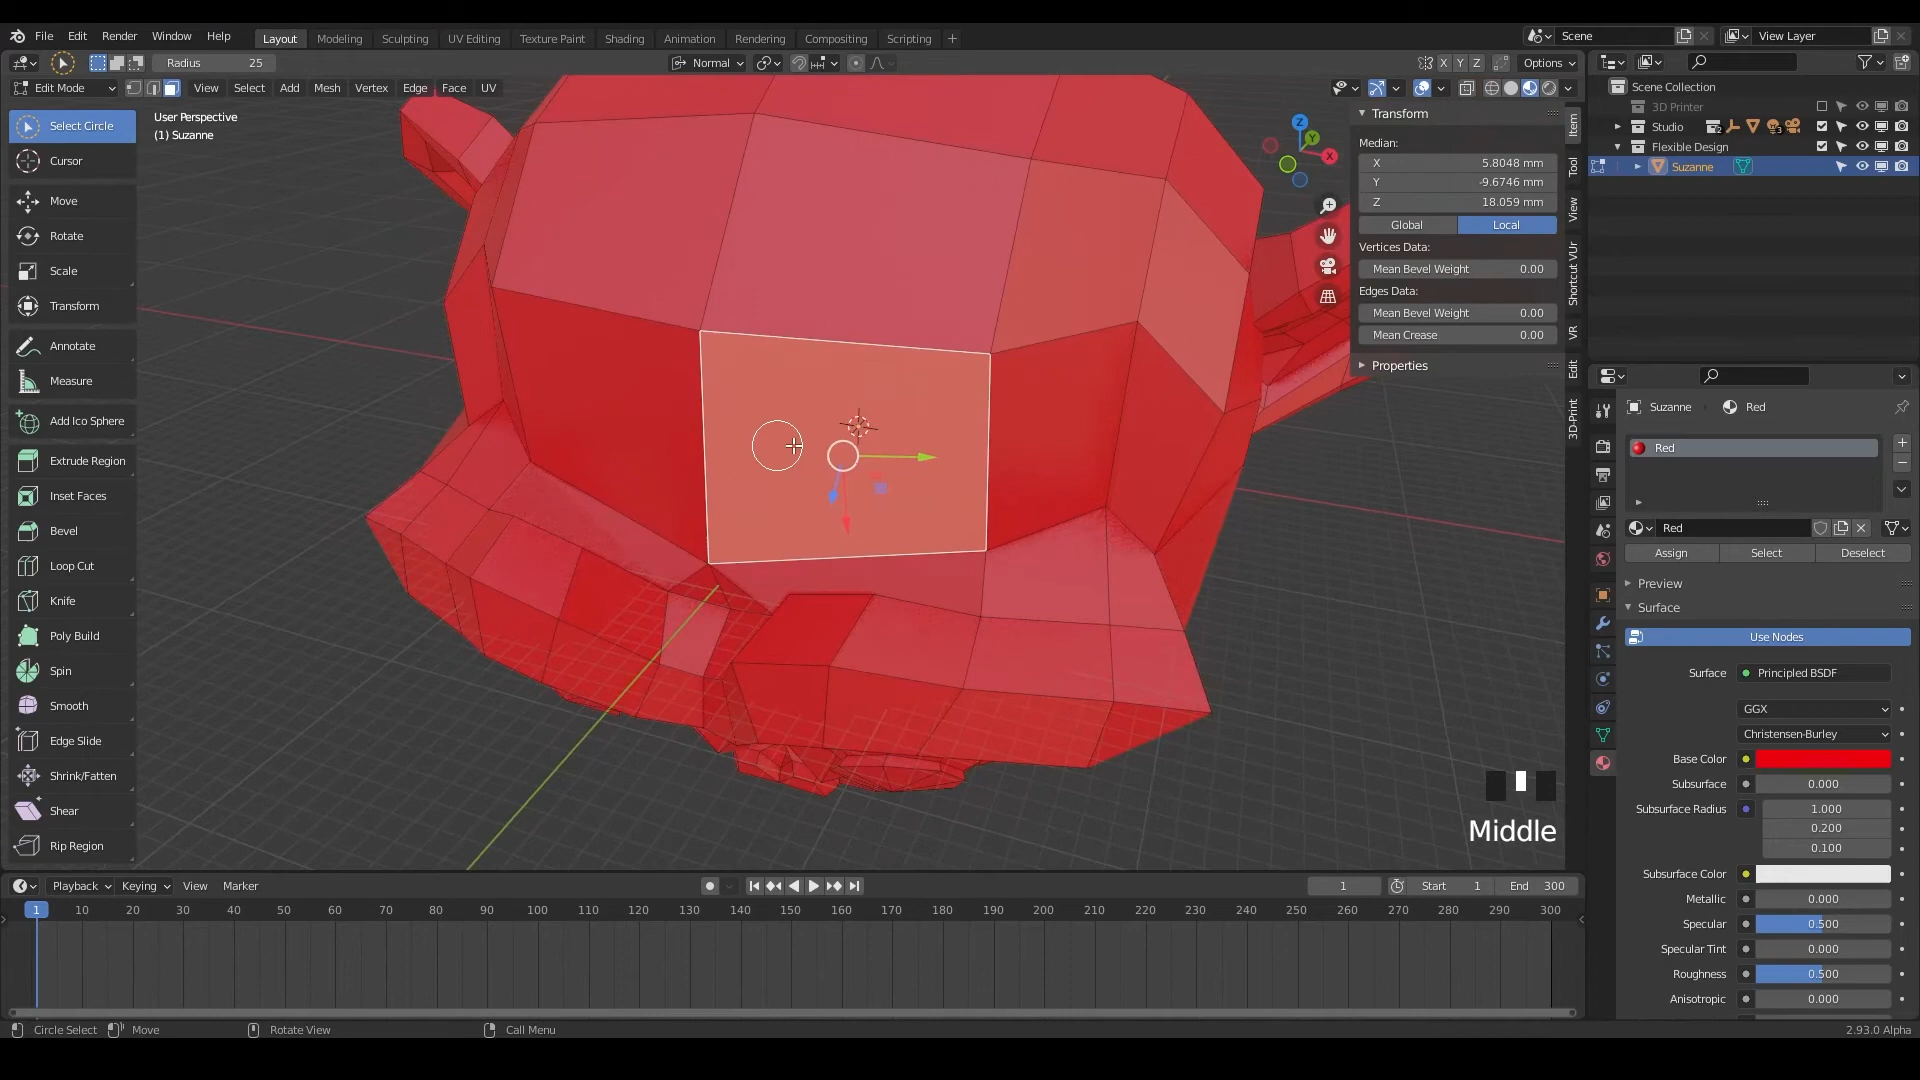 File Edit Render Window Help Layout Modeling Sculpting UV Editing Texture Paint Shading Animation Rendering Compositing Scripting + Scene View Layer
Radius 25 Normal X Y Z Options
Edit Mode View Select Add Mesh Vertex Edge Face UV
User Perspective
(1) Suzanne
Select Circle
Cursor
Move
Rotate
Scale
Transform
Annotate
Measure
Add Ico Sphere
Extrude Region
Inset Faces
Bevel
Loop Cut
Knife
Poly Build
Spin
Smooth
Edge Slide
Shrink/Fatten
Shear
Rip Region
Z
Y
X
Transform
Median:
X 5.8048 mm
Y -9.6746 mm
Z 18.059 mm
Global Local
Vertices Data:
Mean Bevel Weight 0.00
Edges Data:
Mean Bevel Weight 0.00
Mean Crease 0.00
Properties
Item
Tool
View
Shortcut VUr
VR
Edit
3D-Print
Middle
Scene Collection
3D Printer
Studio 2 3
Flexible Design
Suzanne
Suzanne Red
Red
Red
Assign Select Deselect
Preview
Surface
Use Nodes
Surface Principled BSDF
GGX
Christensen-Burley
Base Color
Subsurface 0.000
Subsurface Radius 1.000
0.200
0.100
Subsurface Color
Metallic 0.000
Specular 0.500
Specular Tint 0.000
Roughness 0.500
Anisotropic 0.000
Playback Keying View Marker 1 Start 1 End 300
1 10 20 30 40 50 60 70 80 90 100 110 120 130 140 150 160 170 180 190 200 210 220 230 240 250 260 270 280 290 300
Circle Select Move Rotate View Call Menu 2.93.0 Alpha